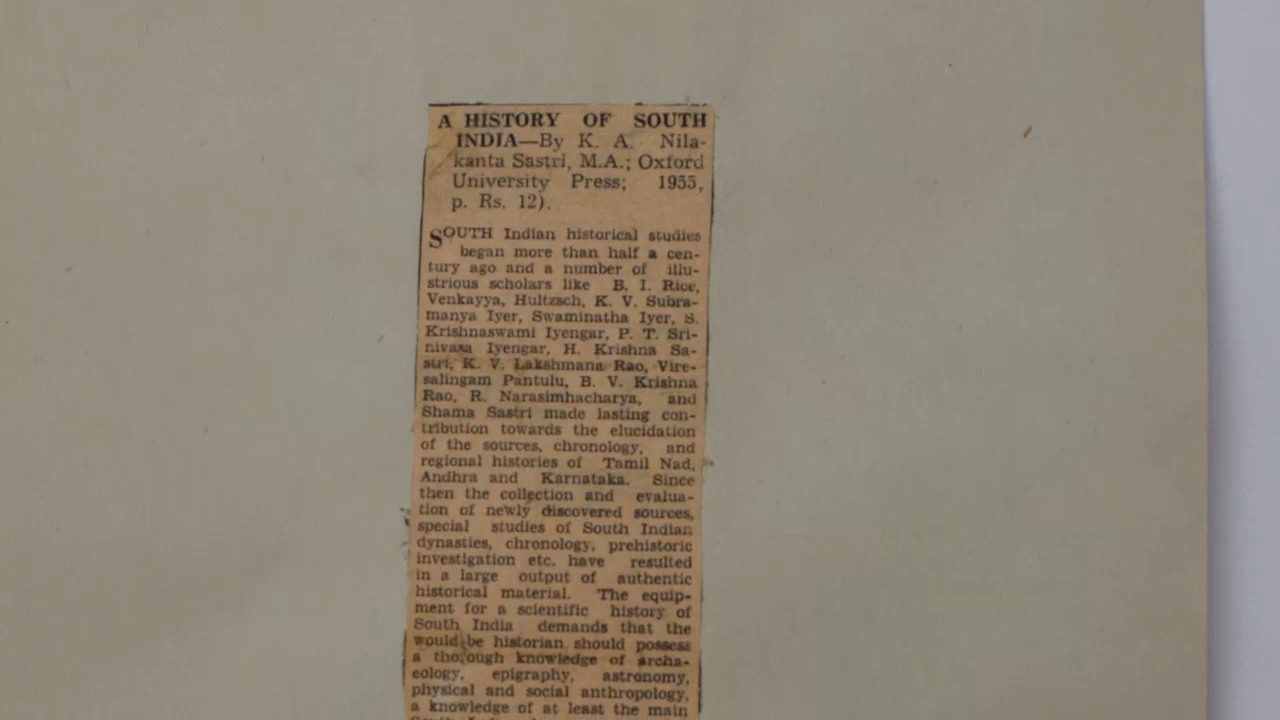 A HISTORY OF SOUTH
INDIA—By K. A. Nila-
kanta Sastri, M.A.; Oxford
University Press; 1955,
p. Rs. 12).
SOUTH Indian historical studies
began more than half a cen-
tury ago and a number of illu-
strious scholars like B. I. Rice,
Venkayya, Hultzsch, K. V. Subra-
manya Iyer, Swaminatha Iyer, S.
Krishnaswami Iyengar, P. T. Sri-
nivasa Iyengar, H. Krishna Sa-
stri, K. V. Lakshmana Rao, Vire-
salingam Pantulu, B. V. Krishna
Rao, R. Narasimhacharya, and
Shama Sastri made lasting con-
tribution towards the elucidation
of the sources, chronology, and
regional histories of Tamil Nad,
Andhra and Karnataka. Since
then the collection and evalua-
tion of newly discovered sources,
special studies of South Indian
dynasties, chronology, prehistoric
investigation etc. have resulted
in a large output of authentic
historical material. The equip-
ment for a scientific history of
South India demands that the
would be historian should possess
a thorough knowledge of archa-
eology, epigraphy, astronomy,
physical and social anthropology,
a knowledge of at least the main